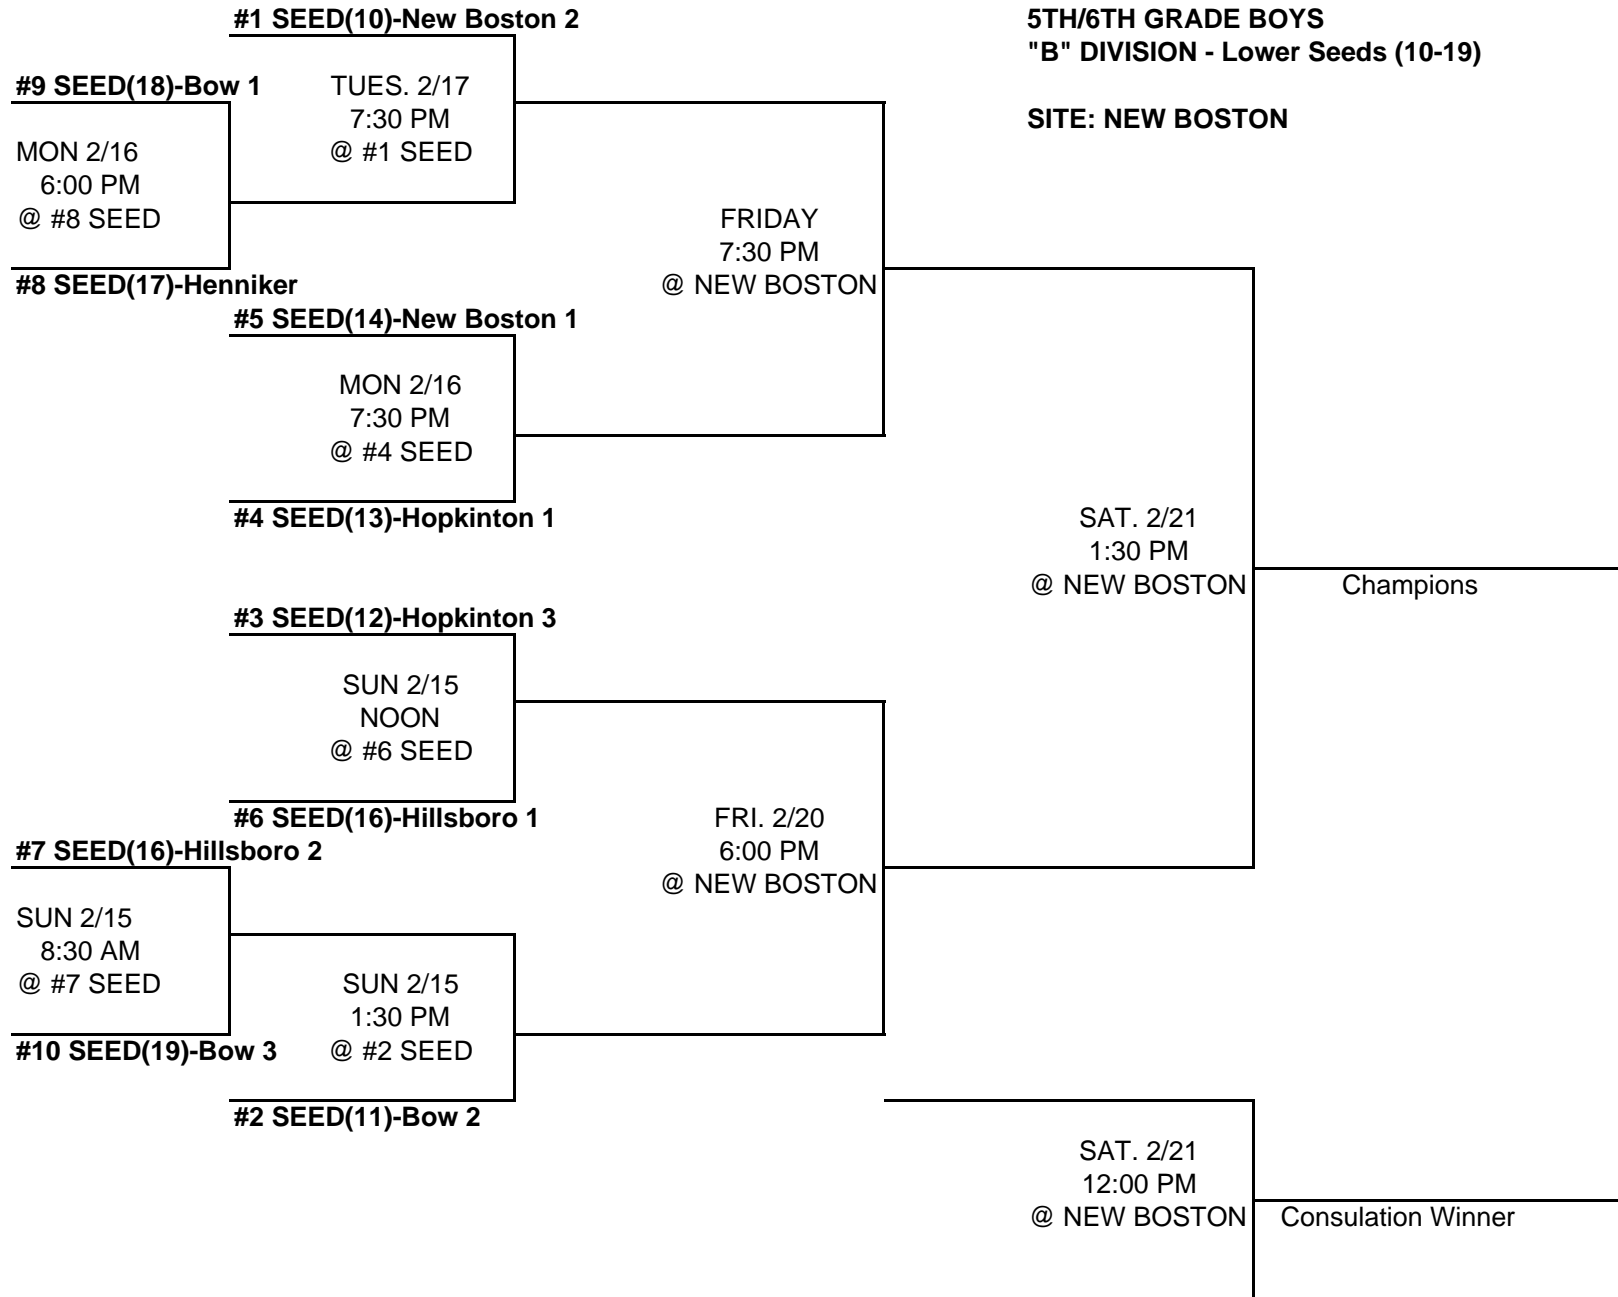 #1 SEED(10)-New Boston 2
5TH/6TH GRADE BOYS
"B" DIVISION - Lower Seeds (10-19)
#9 SEED(18)-Bow 1
TUES. 2/17
7:30 PM
@ #1 SEED
SITE: NEW BOSTON
MON 2/16
6:00 PM
@ #8 SEED
FRIDAY
7:30 PM
@ NEW BOSTON
#8 SEED(17)-Henniker
#5 SEED(14)-New Boston 1
MON 2/16
7:30 PM
@ #4 SEED
#4 SEED(13)-Hopkinton 1
SAT. 2/21
1:30 PM
@ NEW BOSTON
Champions
#3 SEED(12)-Hopkinton 3
SUN 2/15
NOON
@ #6 SEED
#6 SEED(16)-Hillsboro 1
FRI. 2/20
6:00 PM
@ NEW BOSTON
#7 SEED(16)-Hillsboro 2
SUN 2/15
8:30 AM
@ #7 SEED
SUN 2/15
1:30 PM
@ #2 SEED
#10 SEED(19)-Bow 3
#2 SEED(11)-Bow 2
SAT. 2/21
12:00 PM
@ NEW BOSTON
Consulation Winner